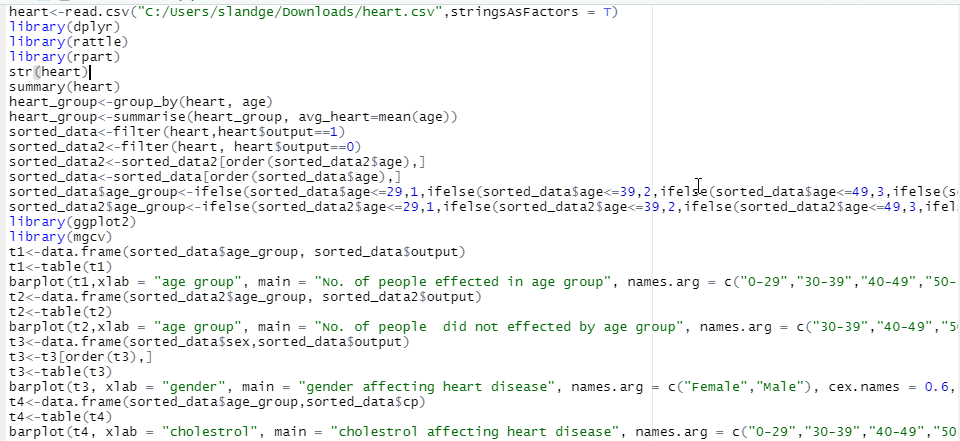 heart<-read.csv("C:/Users/slandge/Downloads/heart.csv",stringsAsFactors = T)
library(dplyr)
library(rattle)
library(rpart)
str(heart)
summary(heart)
heart_group<-group_by(heart, age)
heart_group<-summarise(heart_group, avg_heart=mean(age))
sorted_data<-filter(heart,heart$output==1)
sorted_data2<-filter(heart, heart$output==0)
sorted_data2<-sorted_data2[order(sorted_data2$age),]
sorted_data<-sorted_data[order(sorted_data$age),]
sorted_data$age_group<-ifelse(sorted_data$age<=29,1,ifelse(sorted_data$age<=39,2,ifelse(sorted_data$age<=49,3,ifelse(s
sorted_data2$age_group<-ifelse(sorted_data2$age<=29,1,ifelse(sorted_data2$age<=39,2,ifelse(sorted_data2$age<=49,3,ifel
library(ggplot2)
library(mgcv)
t1<-data.frame(sorted_data$age_group, sorted_data$output)
t1<-table(t1)
barplot(t1,xlab = "age group", main = "No. of people effected in age group", names.arg = c("0-29","30-39","40-49","50-
t2<-data.frame(sorted_data2$age_group, sorted_data2$output)
t2<-table(t2)
barplot(t2,xlab = "age group", main = "No. of people  did not effected by age group", names.arg = c("30-39","40-49","5
t3<-data.frame(sorted_data$sex,sorted_data$output)
t3<-t3[order(t3),]
t3<-table(t3)
barplot(t3, xlab = "gender", main = "gender affecting heart disease", names.arg = c("Female","Male"), cex.names = 0.6,
t4<-data.frame(sorted_data$age_group,sorted_data$cp)
t4<-table(t4)
barplot(t4, xlab = "cholestrol", main = "cholestrol affecting heart disease", names.arg = c("0-29","30-39","40-49","50